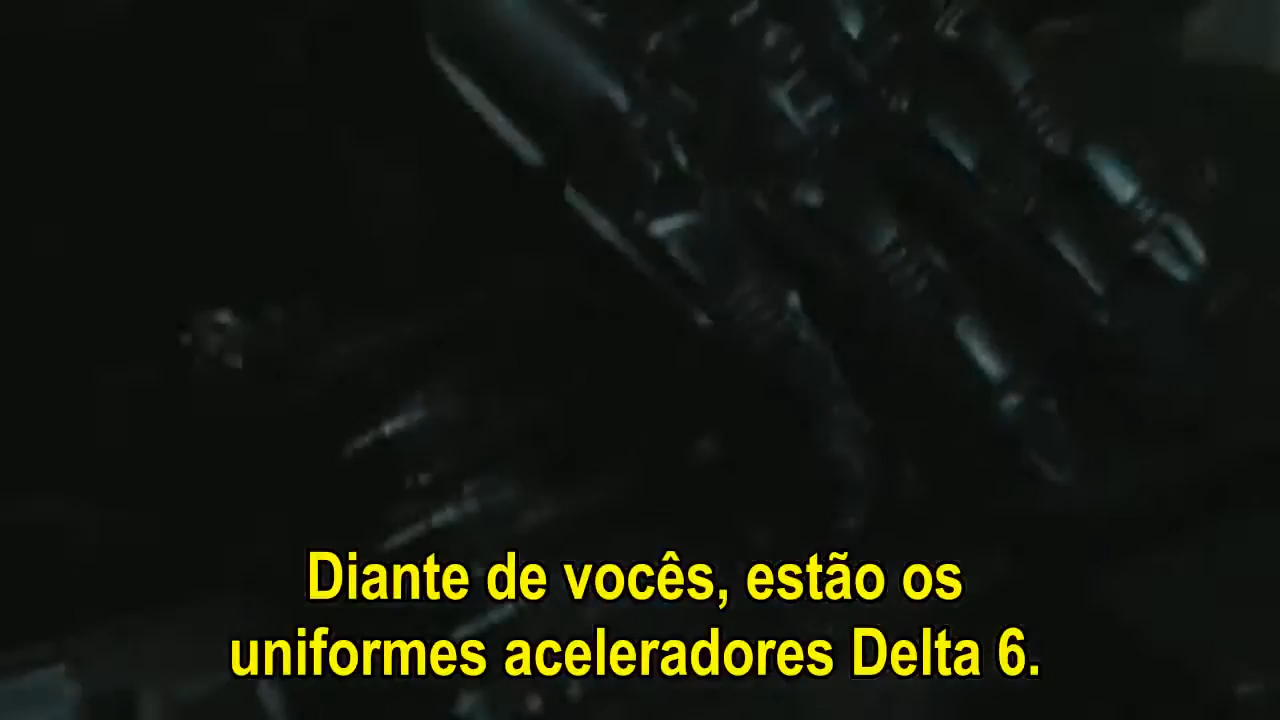 Diante de vocês, estão os
uniformes aceleradores Delta 6.